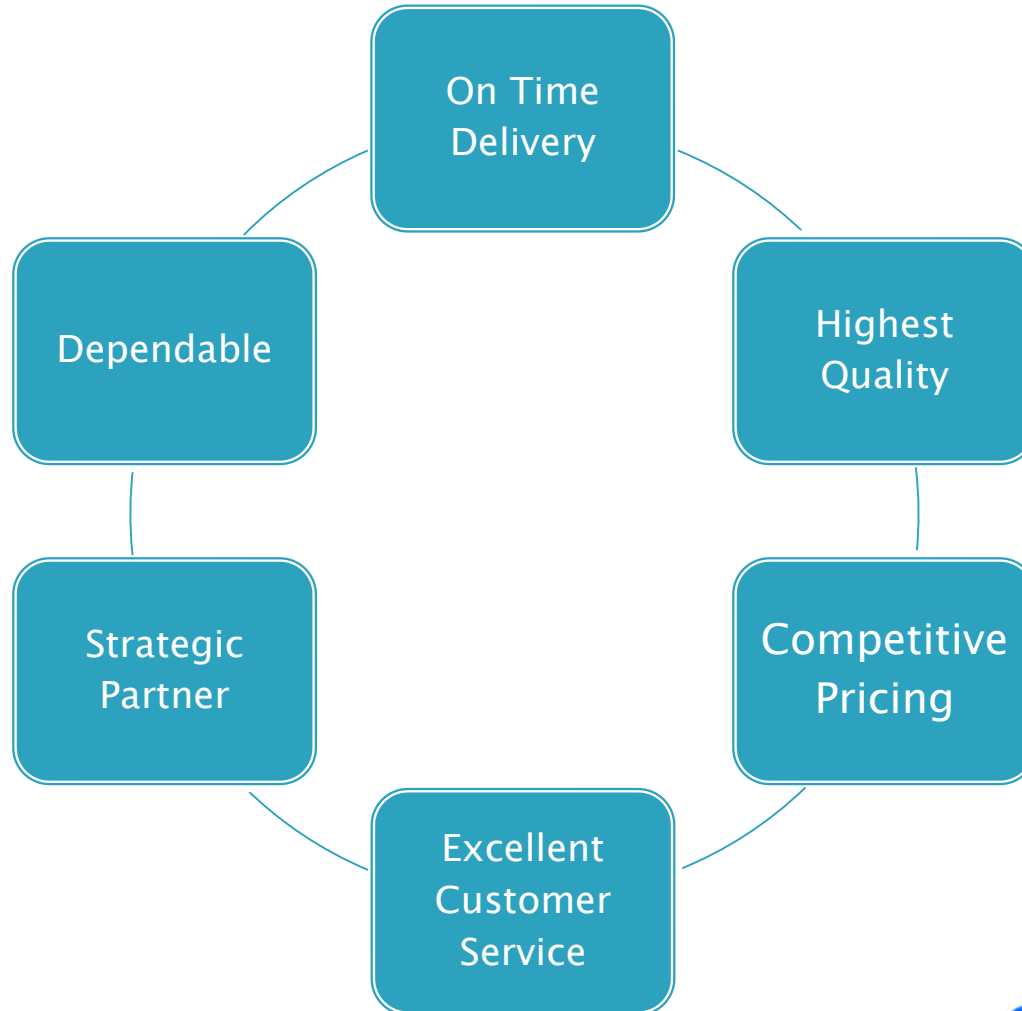 On Time
Delivery
Highest
Quality
Competitive
Pricing
Excellent
Customer
Service
Strategic
Partner
Dependable